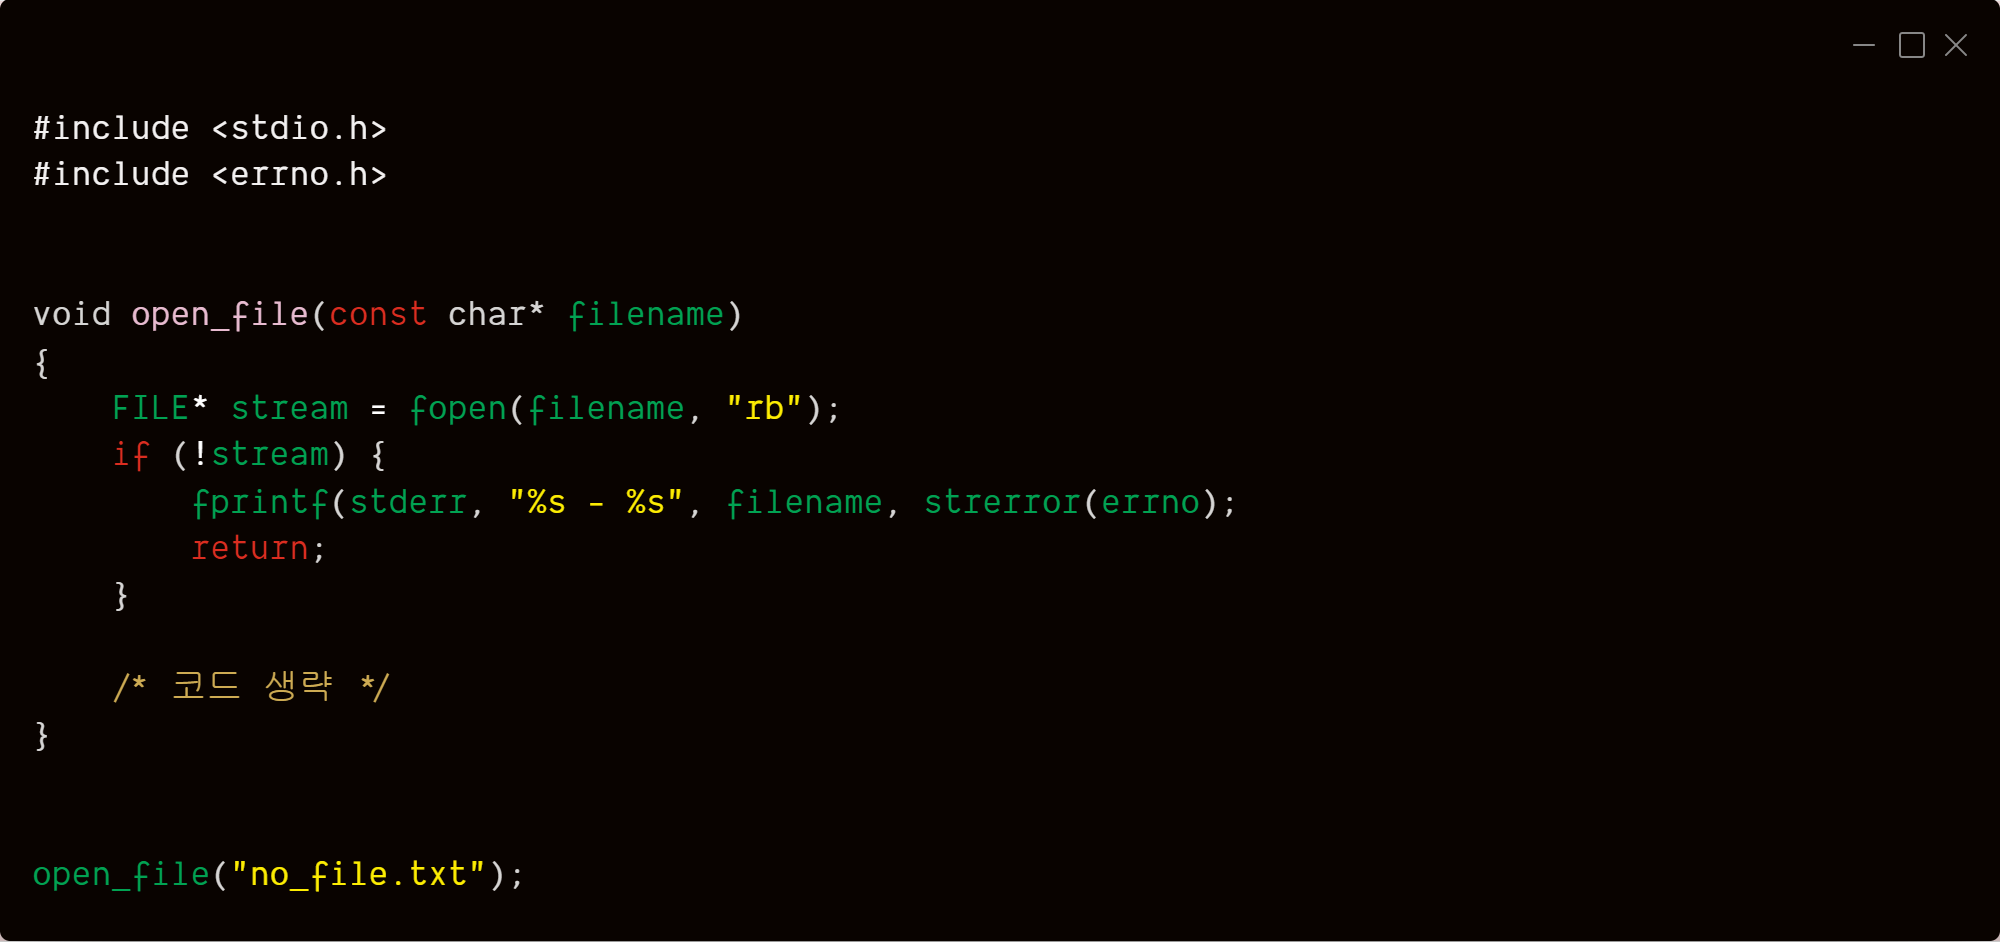 #include <stdio.h>
#include <errno.h>
void open_file(const char* filename)
{
    FILE* stream = fopen(filename, "rb");
    if (!stream) {
        fprintf(stderr, "%s - %s", filename, strerror(errno);
        return;
    }
    /* 코드 생략 */
}
open_file("no_file.txt");